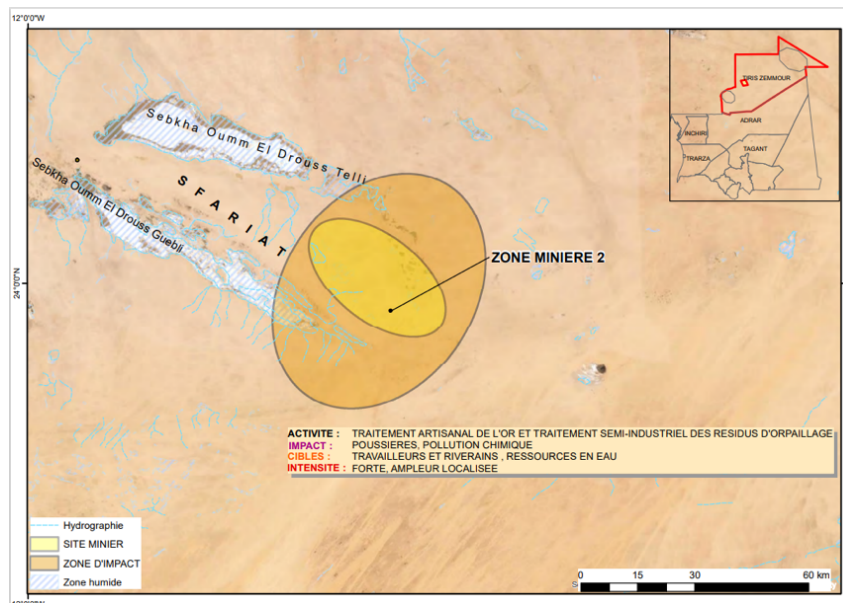 12°0'0"W
TIRIS ZEMMOUR
ADRAR
INCHIRI
TRARZA
TAGANT
Sebkha Oumm El Drouss Telli
Sebkha Oumm El Drouss Guebli
SFARIAT
24°0'0"N
ZONE MINIERE 2
ACTIVITE : TRAITEMENT ARTISANAL DE L'OR ET TRAITEMENT SEMI-INDUSTRIEL DES RESIDUS D'ORPAILLAGE
IMPACT : POUSSIERES, POLLUTION CHIMIQUE
CIBLES : TRAVAILLEURS ET RIVERAINS , RESSOURCES EN EAU
INTENSITE : FORTE, AMPLEUR LOCALISEE
Hydrographie
SITE MINIER
ZONE D'IMPACT
Zone humide
0 15 30 60 km